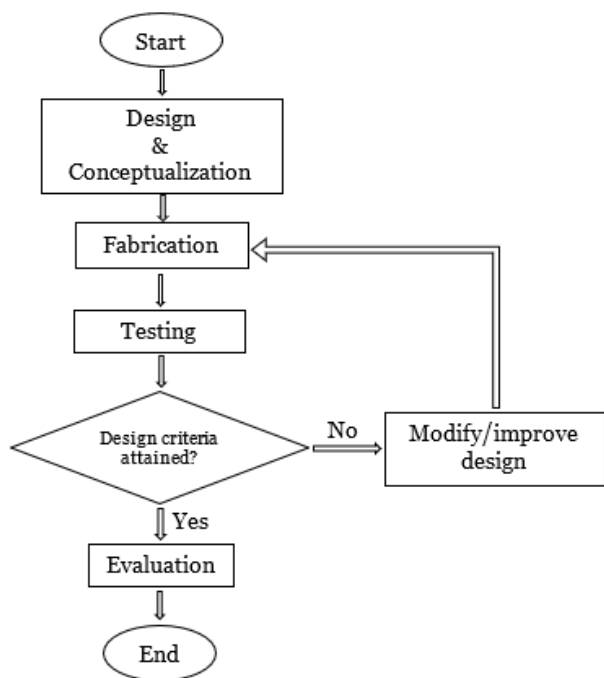 Start
Design
&
Conceptualization
Fabrication
Testing
Design criteria
attained?
No
Modify/improve
design
Yes
Evaluation
End